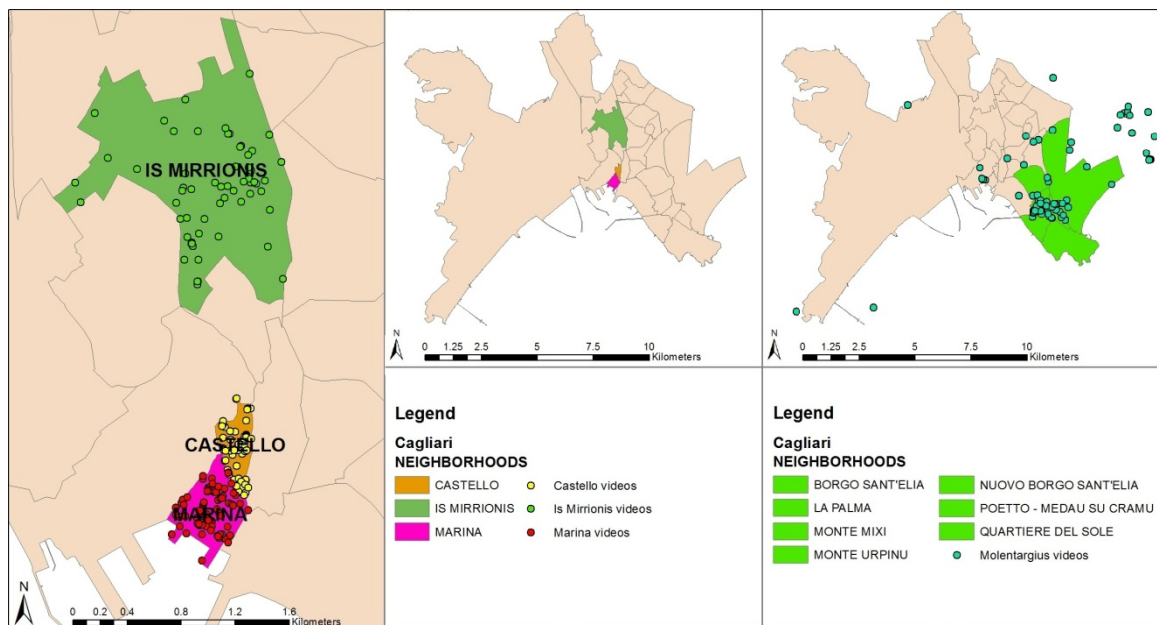 IS MIRRIONIS
CASTELLO
MARINA
N
0 0.2 0.4 0.8 1.2 1.6
Kilometers
N
0 1.25 2.5 5 7.5 10
Kilometers
N
0 1.25 2.5 5 7.5 10
Kilometers
Legend
Cagliari
NEIGHBORHOODS
CASTELLO
Castello videos
IS MIRRIONIS
Is Mirrionis videos
MARINA
Marina videos
Legend
Cagliari
NEIGHBORHOODS
BORGO SANT'ELIA
NUOVO BORGO SANT'ELIA
LA PALMA
POETTO - MEDAU SU CRAMU
MONTE MIXI
QUARTIERE DEL SOLE
MONTE URPINU
Molentargius videos